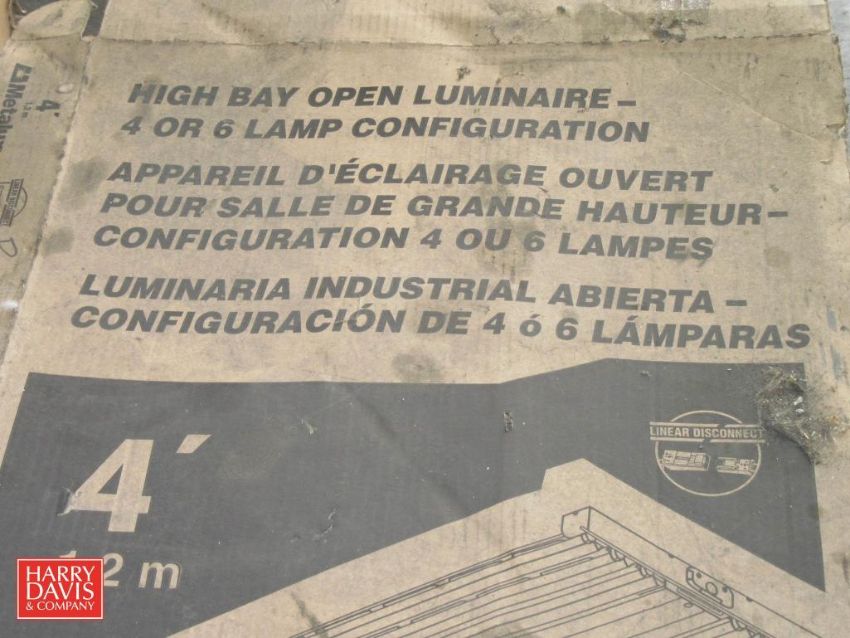 HIGH BAY OPEN LUMINAIRE –
4 OR 6 LAMP CONFIGURATION
APPAREIL D'ÉCLAIRAGE OUVERT
POUR SALLE DE GRANDE HAUTEUR–
CONFIGURATION 4 OU 6 LAMPES
LUMINARIA INDUSTRIAL ABIERTA –
CONFIGURACIÓN DE 4 ó 6 LÁMPARAS
4'
LINEAR DISCONNECT
m
4'
HARRY
DAVIS
& COMPANY